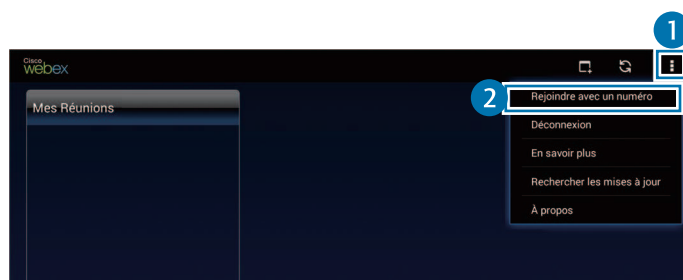 1
Cisco
webex
2
Rejoindre avec un numéro
Mes Réunions
Déconnexion
En savoir plus
Rechercher les mises à jour
À propos